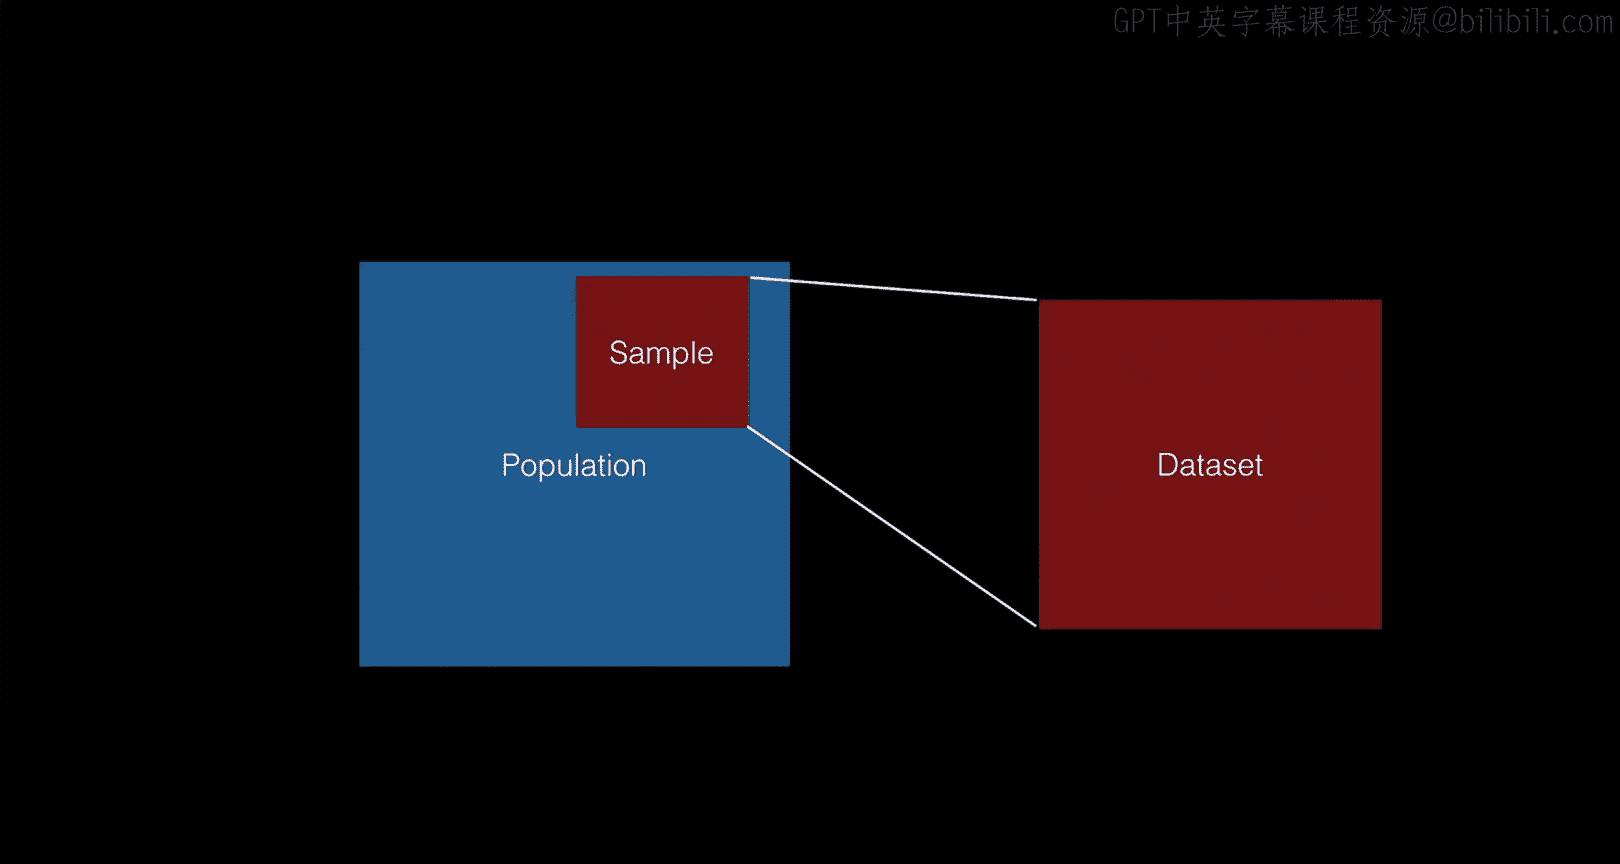 GPT中英字幕课程资源@bilibili.com
Sample
Population
Dataset